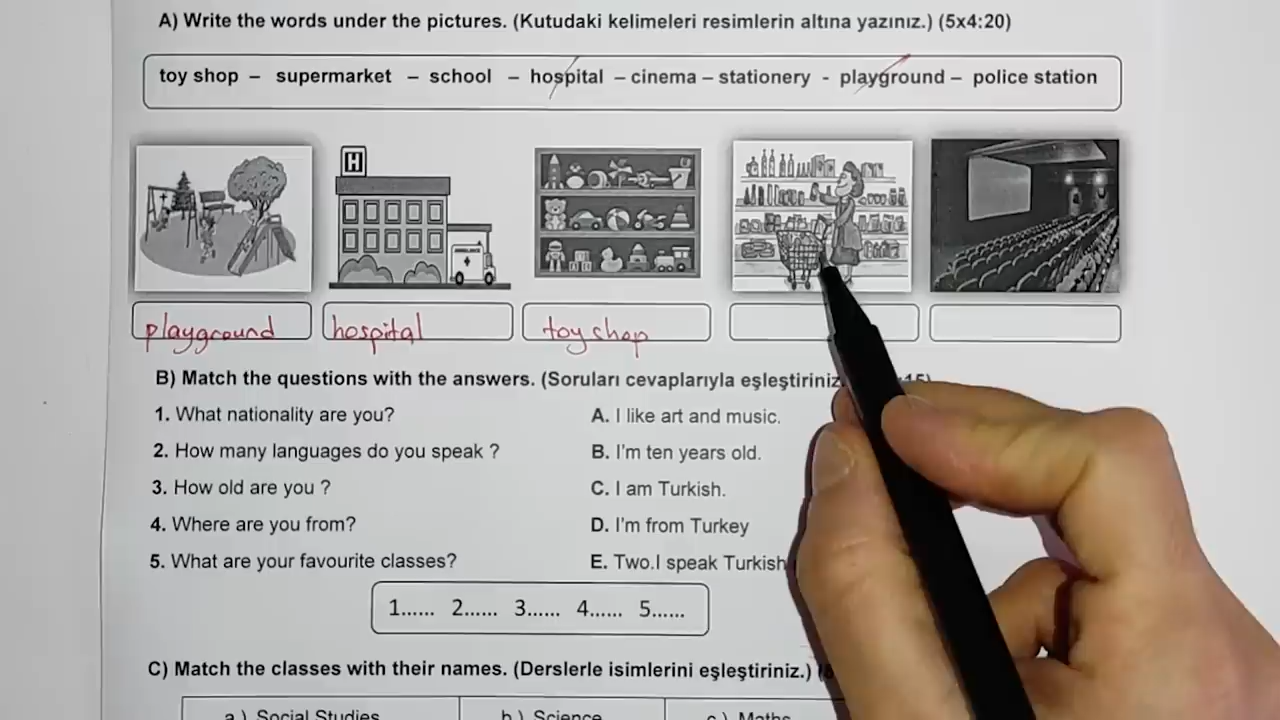 A) Write the words under the pictures. (Kutudaki kelimeleri resimlerin altına yazınız.) (5x4:20)
toy shop – supermarket – school – hospital – cinema – stationery - playground – police station
H
AMBULANCE
playground hospital toy shop
B) Match the questions with the answers. (Soruları cevaplarıyla eşleştiriniz 15)
1. What nationality are you? A. I like art and music.
2. How many languages do you speak ? B. I'm ten years old.
3. How old are you ? C. I am Turkish.
4. Where are you from? D. I'm from Turkey
5. What are your favourite classes? E. Two.I speak Turkish
1...... 2...... 3...... 4...... 5......
C) Match the classes with their names. (Derslerle isimlerini eşleştiriniz.)
a.) Social Studies b.) Science c.) Maths